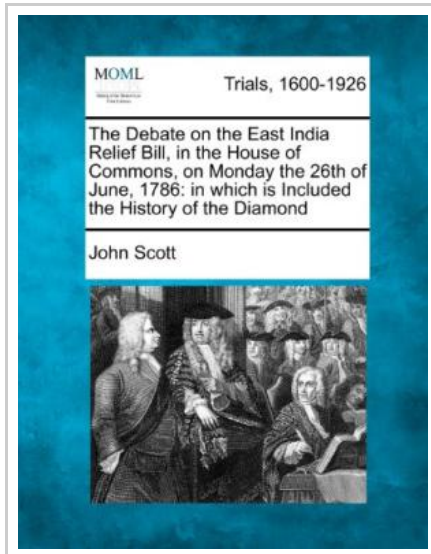 MOML
Trials, 1600-1926
The Debate on the East India
Relief Bill, in the House of
Commons, on Monday the 26th of
June, 1786: in which is Included
the History of the Diamond
John Scott